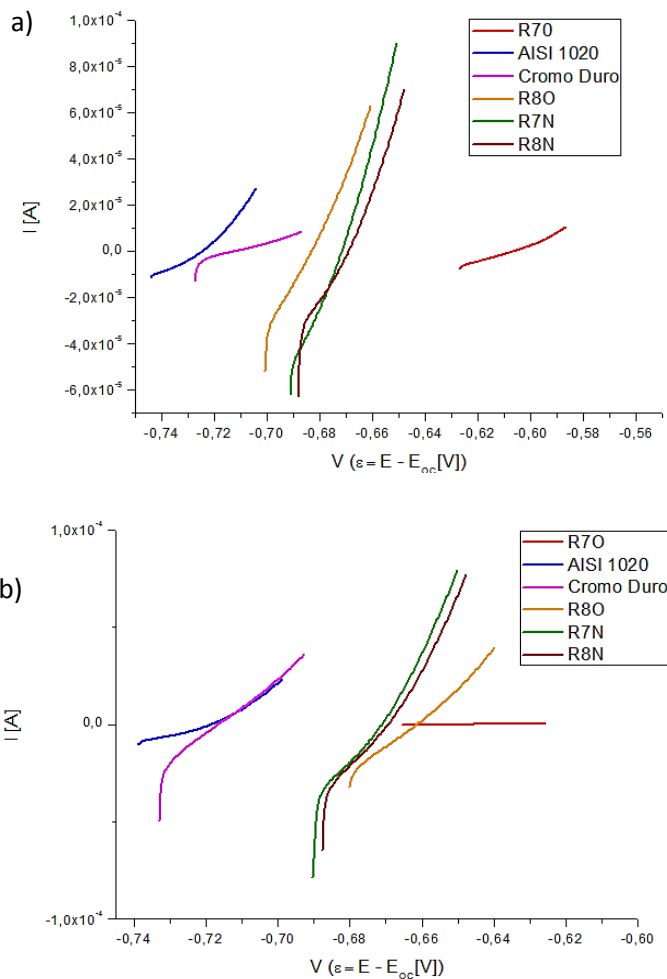 a)
1,0x10⁻⁴
8,0x10⁻⁵
6,0x10⁻⁵
4,0x10⁻⁵
2,0x10⁻⁵
0,0
-2,0x10⁻⁵
-4,0x10⁻⁵
-6,0x10⁻⁵
I [A]
R70
AISI 1020
Cromo Duro
R8O
R7N
R8N
-0,74 -0,72 -0,70 -0,68 -0,66 -0,64 -0,62 -0,60 -0,58 -0,56
V (ε = E - Eoc[V])
b)
1,0x10⁻⁴
0,0
-1,0x10⁻⁴
I [A]
R7O
AISI 1020
Cromo Duro
R8O
R7N
R8N
-0,74 -0,72 -0,70 -0,68 -0,66 -0,64 -0,62 -0,60
V (ε = E - Eoc[V])